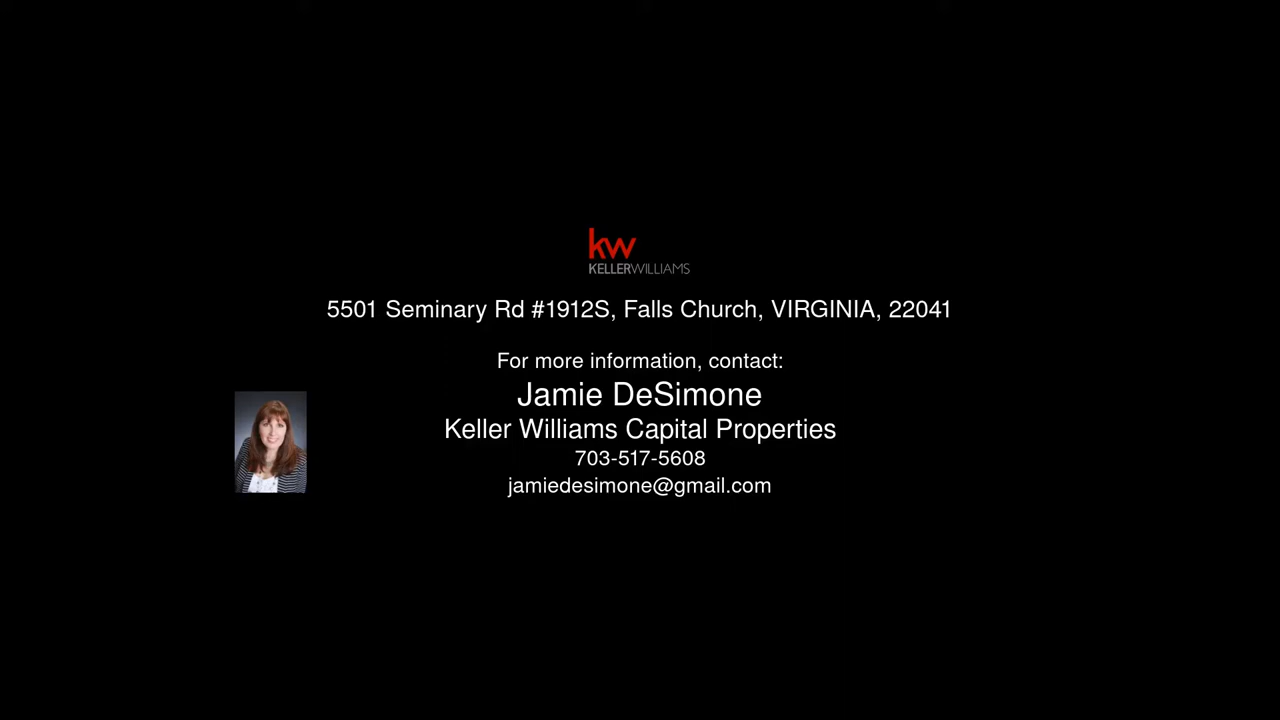 kw
KELLERWILLIAMS
5501 Seminary Rd #1912S, Falls Church, VIRGINIA, 22041
For more information, contact:
Jamie DeSimone
Keller Williams Capital Properties
703-517-5608
jamiedesimone@gmail.com